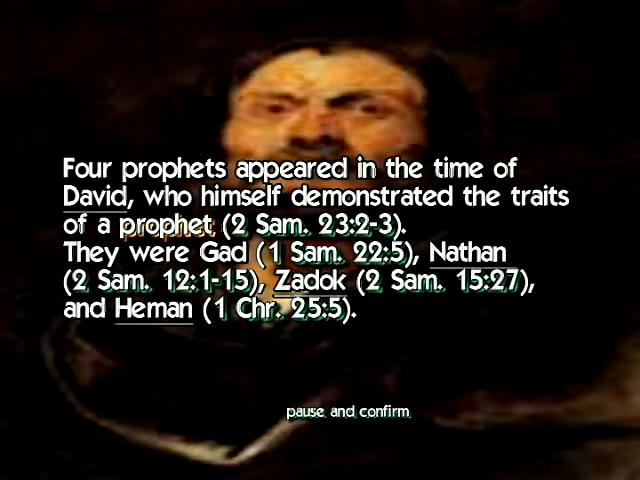 Four prophets appeared in the time of
David, who himself demonstrated the traits
of a prophet (2 Sam. 23:2-3).
They were Gad (1 Sam. 22:5), Nathan
(2 Sam. 12:1-15), Zadok (2 Sam. 15:27),
and Heman (1 Chr. 25:5).
pause and confirm